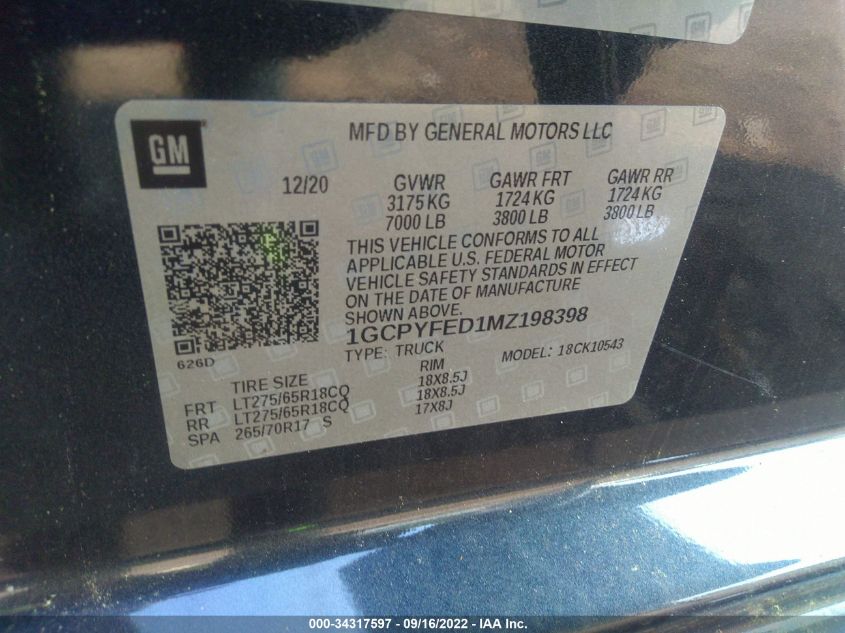 GM
MFD BY GENERAL MOTORS LLC
12/20 GVWR GAWR FRT GAWR RR
3175 KG 1724 KG 1724 KG
7000 LB 3800 LB 3800 LB
THIS VEHICLE CONFORMS TO ALL
APPLICABLE U.S. FEDERAL MOTOR
VEHICLE SAFETY STANDARDS IN EFFECT
ON THE DATE OF MANUFACTURE
SHOWN ABOVE.
1GCPYFED1MZ198398
626D
TYPE: TRUCK MODEL: 18CK10543
TIRE SIZE RIM
FRT LT275/65R18CQ 18X8.5J
RR LT275/65R18CQ 18X8.5J
SPA 265/70R17 S 17X8J
000-34317597 - 09/16/2022 - IAA Inc.